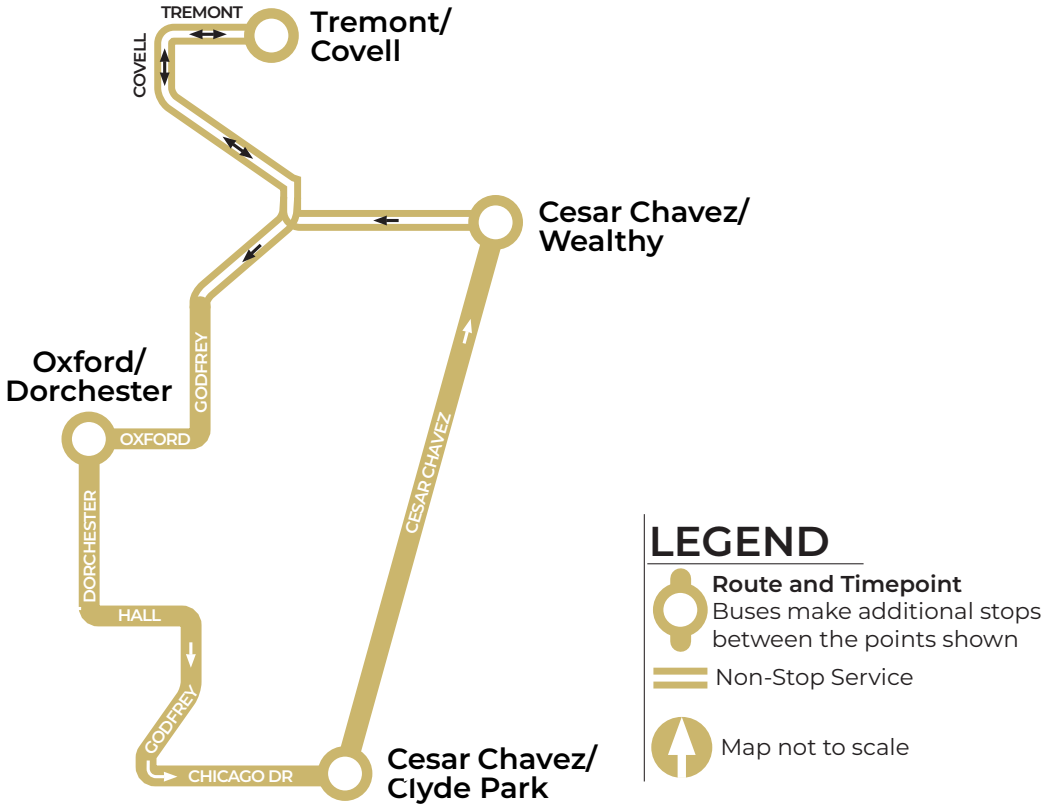 TREMONT
Tremont/
Covell
COVELL
Cesar Chavez/
Wealthy
GODFREY
Oxford/
Dorchester
OXFORD
CESAR CHAVEZ
DORCHESTER
HALL
GODFREY
CHICAGO DR
Cesar Chavez/
Clyde Park
LEGEND
Route and Timepoint
Buses make additional stops
between the points shown
Non-Stop Service
Map not to scale